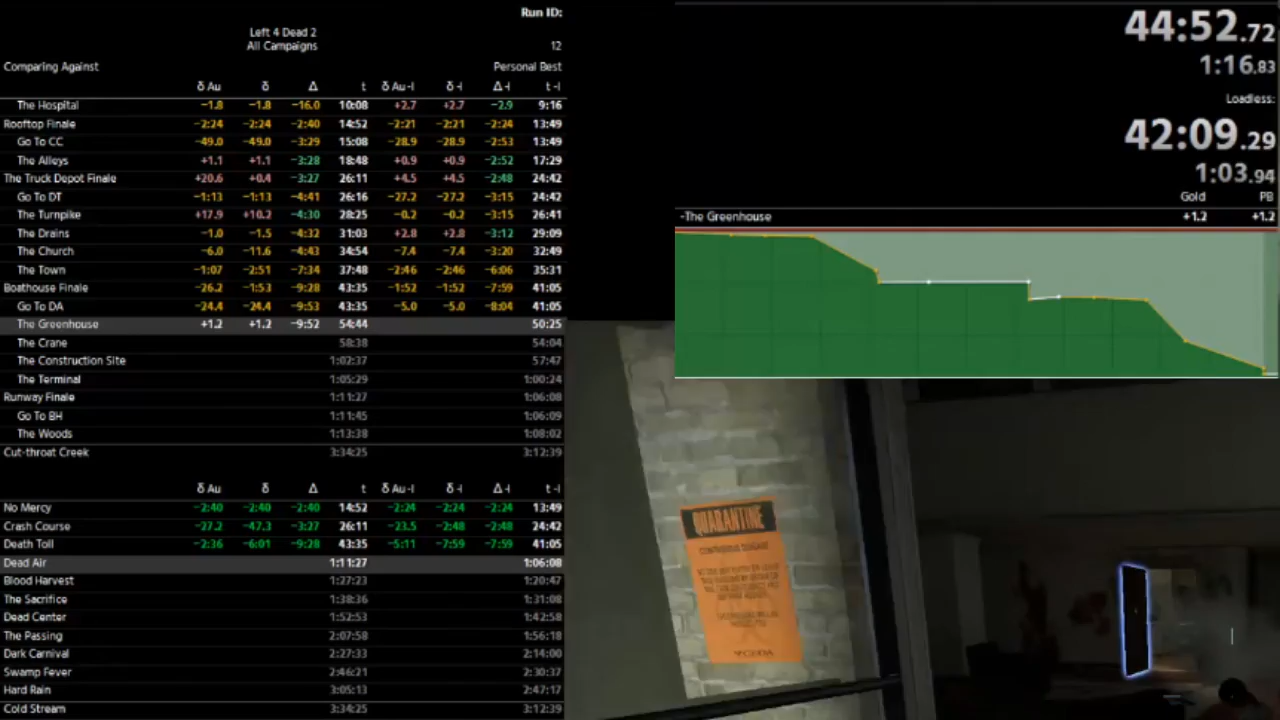 Run ID:
Left 4 Dead 2
All Campaigns
12
Comparing Against Personal Best
δ Au δ Δ t δ Au -l δ -l Δ -l t -l
The Hospital −1.8 −1.8 −16.0 10:08 +2.7 +2.7 −2.9 9:16
Rooftop Finale −2:24 −2:24 −2:40 14:52 −2:21 −2:21 −2:24 13:49
Go To CC −49.0 −49.0 −3:29 15:08 −28.9 −28.9 −2:53 13:49
The Alleys +1.1 +1.1 −3:28 18:48 +0.9 +0.9 −2:52 17:29
The Truck Depot Finale +20.6 +0.4 −3:27 26:11 +4.5 +4.5 −2:48 24:42
Go To DT −1:13 −1:13 −4:41 26:16 −27.2 −27.2 −3:15 24:42
The Turnpike +17.9 +10.2 −4:30 28:25 −0.2 −0.2 −3:15 26:41
The Drains −1.0 −1.5 −4:32 31:03 +2.8 +2.8 −3:12 29:09
The Church −6.0 −11.6 −4:43 34:54 −7.4 −7.4 −3:20 32:49
The Town −1:07 −2:51 −7:34 37:48 −2:46 −2:46 −6:06 35:31
Boathouse Finale −26.2 −1:53 −9:28 43:35 −1:52 −1:52 −7:59 41:05
Go To DA −24.4 −24.4 −9:53 43:35 −5.0 −5.0 −8:04 41:05
The Greenhouse +1.2 +1.2 −9:52 54:44 50:25
The Crane 58:38 54:04
The Construction Site 1:02:37 57:47
The Terminal 1:05:29 1:00:24
Runway Finale 1:11:27 1:06:08
Go To BH 1:11:45 1:06:09
The Woods 1:13:38 1:08:02
Cut-throat Creek 3:34:25 3:12:39
δ Au δ Δ t δ Au -l δ -l Δ -l t -l
No Mercy −2:40 −2:40 −2:40 14:52 −2:24 −2:24 −2:24 13:49
Crash Course −27.2 −47.3 −3:27 26:11 −23.5 −2:48 −2:48 24:42
Death Toll −2:36 −6:01 −9:28 43:35 −5:11 −7:59 −7:59 41:05
Dead Air 1:11:27 1:06:08
Blood Harvest 1:27:23 1:20:47
The Sacrifice 1:38:36 1:31:08
Dead Center 1:52:53 1:42:58
The Passing 2:07:58 1:56:18
Dark Carnival 2:27:33 2:14:00
Swamp Fever 2:46:21 2:30:37
Hard Rain 3:05:13 2:47:17
Cold Stream 3:34:25 3:12:39
44:52.72
1:16.83
Loadless:
42:09.29
1:03.94
Gold PB
-The Greenhouse +1.2 +1.2
QUARANTINE
CONTAGIOUS DISEASE
CEDA